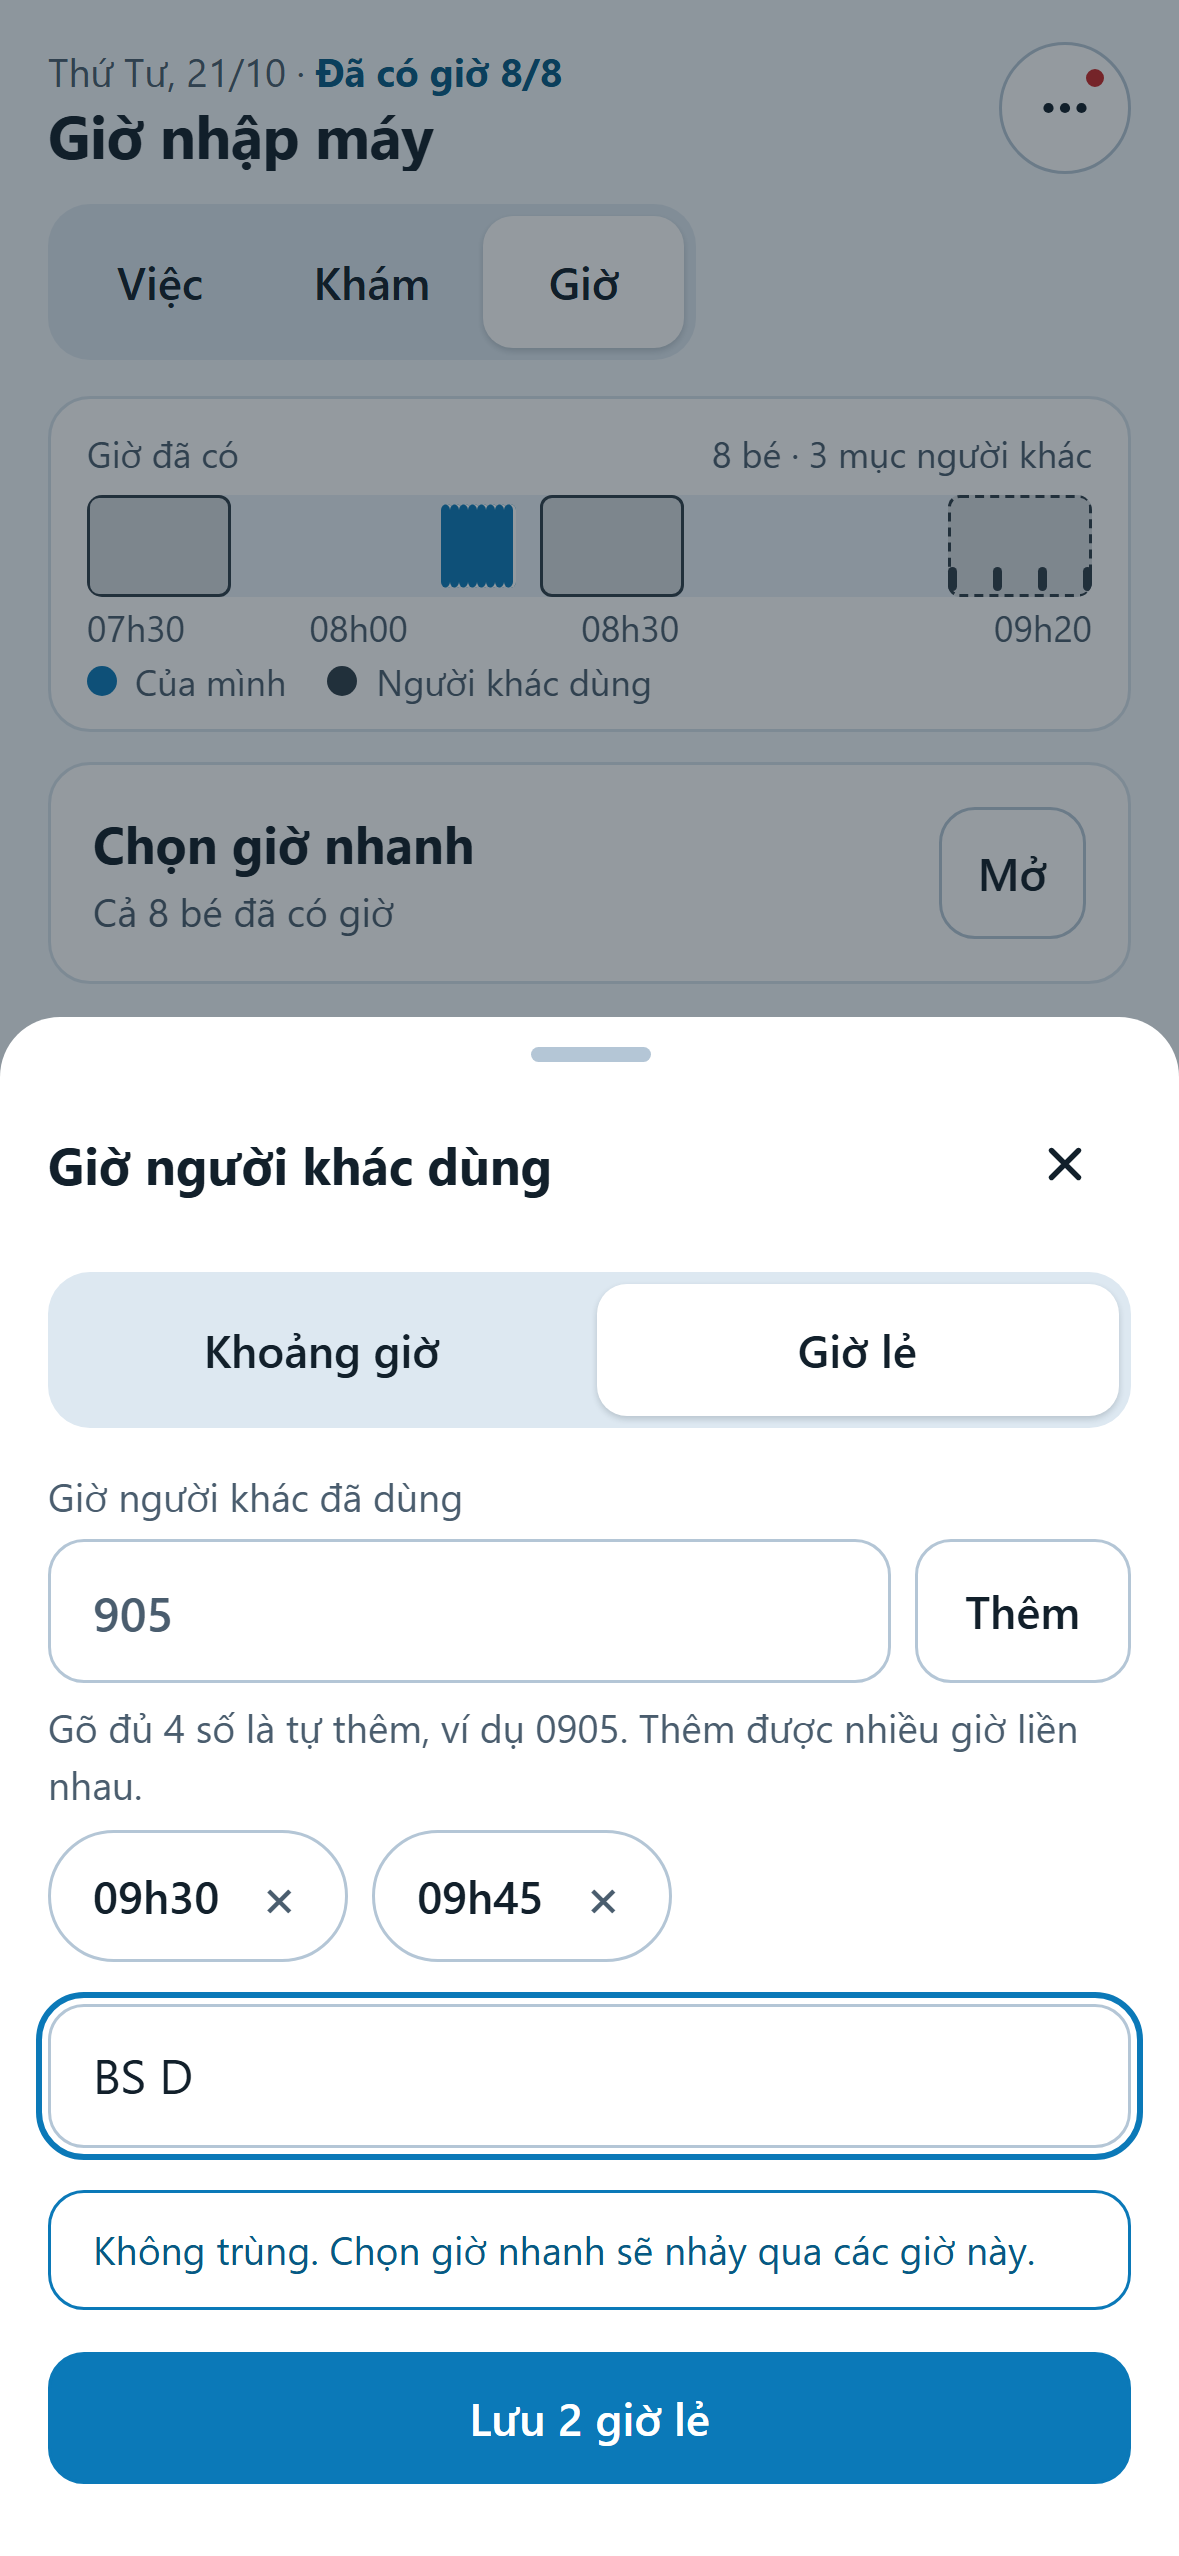 Thứ Tư, 21/10 · Đã có giờ 8/8
Giờ nhập máy
Việc
Khám
Giờ
Giờ đã có
8 bé · 3 mục người khác
07h30
08h00
08h30
09h20
Của mình
Người khác dùng
Chọn giờ nhanh
Cả 8 bé đã có giờ
Mở
Giờ người khác dùng
Khoảng giờ
Giờ lẻ
Giờ người khác đã dùng
905
Thêm
Gõ đủ 4 số là tự thêm, ví dụ 0905. Thêm được nhiều giờ liền
nhau.
09h30 ×
09h45 ×
BS D
Không trùng. Chọn giờ nhanh sẽ nhảy qua các giờ này.
Lưu 2 giờ lẻ